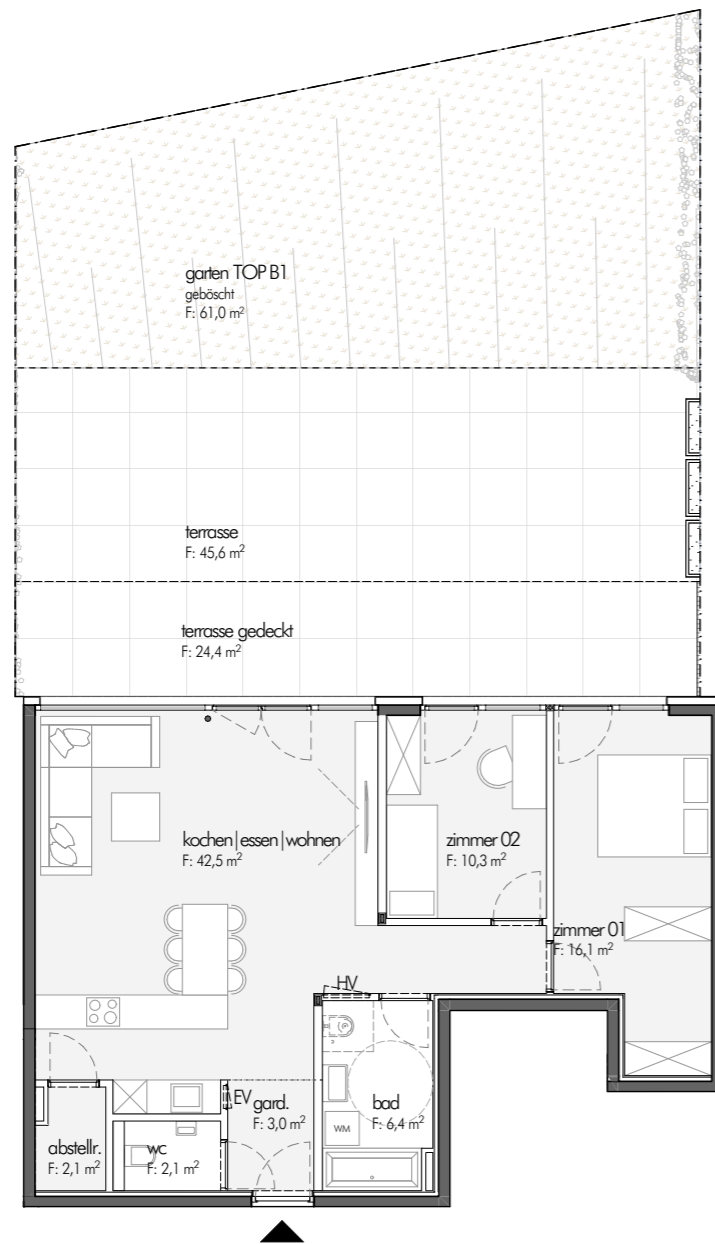 garten TOP B1
geböscht
F: 61,0 m²
terrasse
F: 45,6 m²
terrasse gedeckt
F: 24,4 m²
kochen|essen|wohnen
F: 42,5 m²
zimmer 02
F: 10,3 m²
zimmer 01
F: 16,1 m²
HV
EV
gard.
F: 3,0 m²
bad
F: 6,4 m²
WM
abstellr.
F: 2,1 m²
wc
F: 2,1 m²